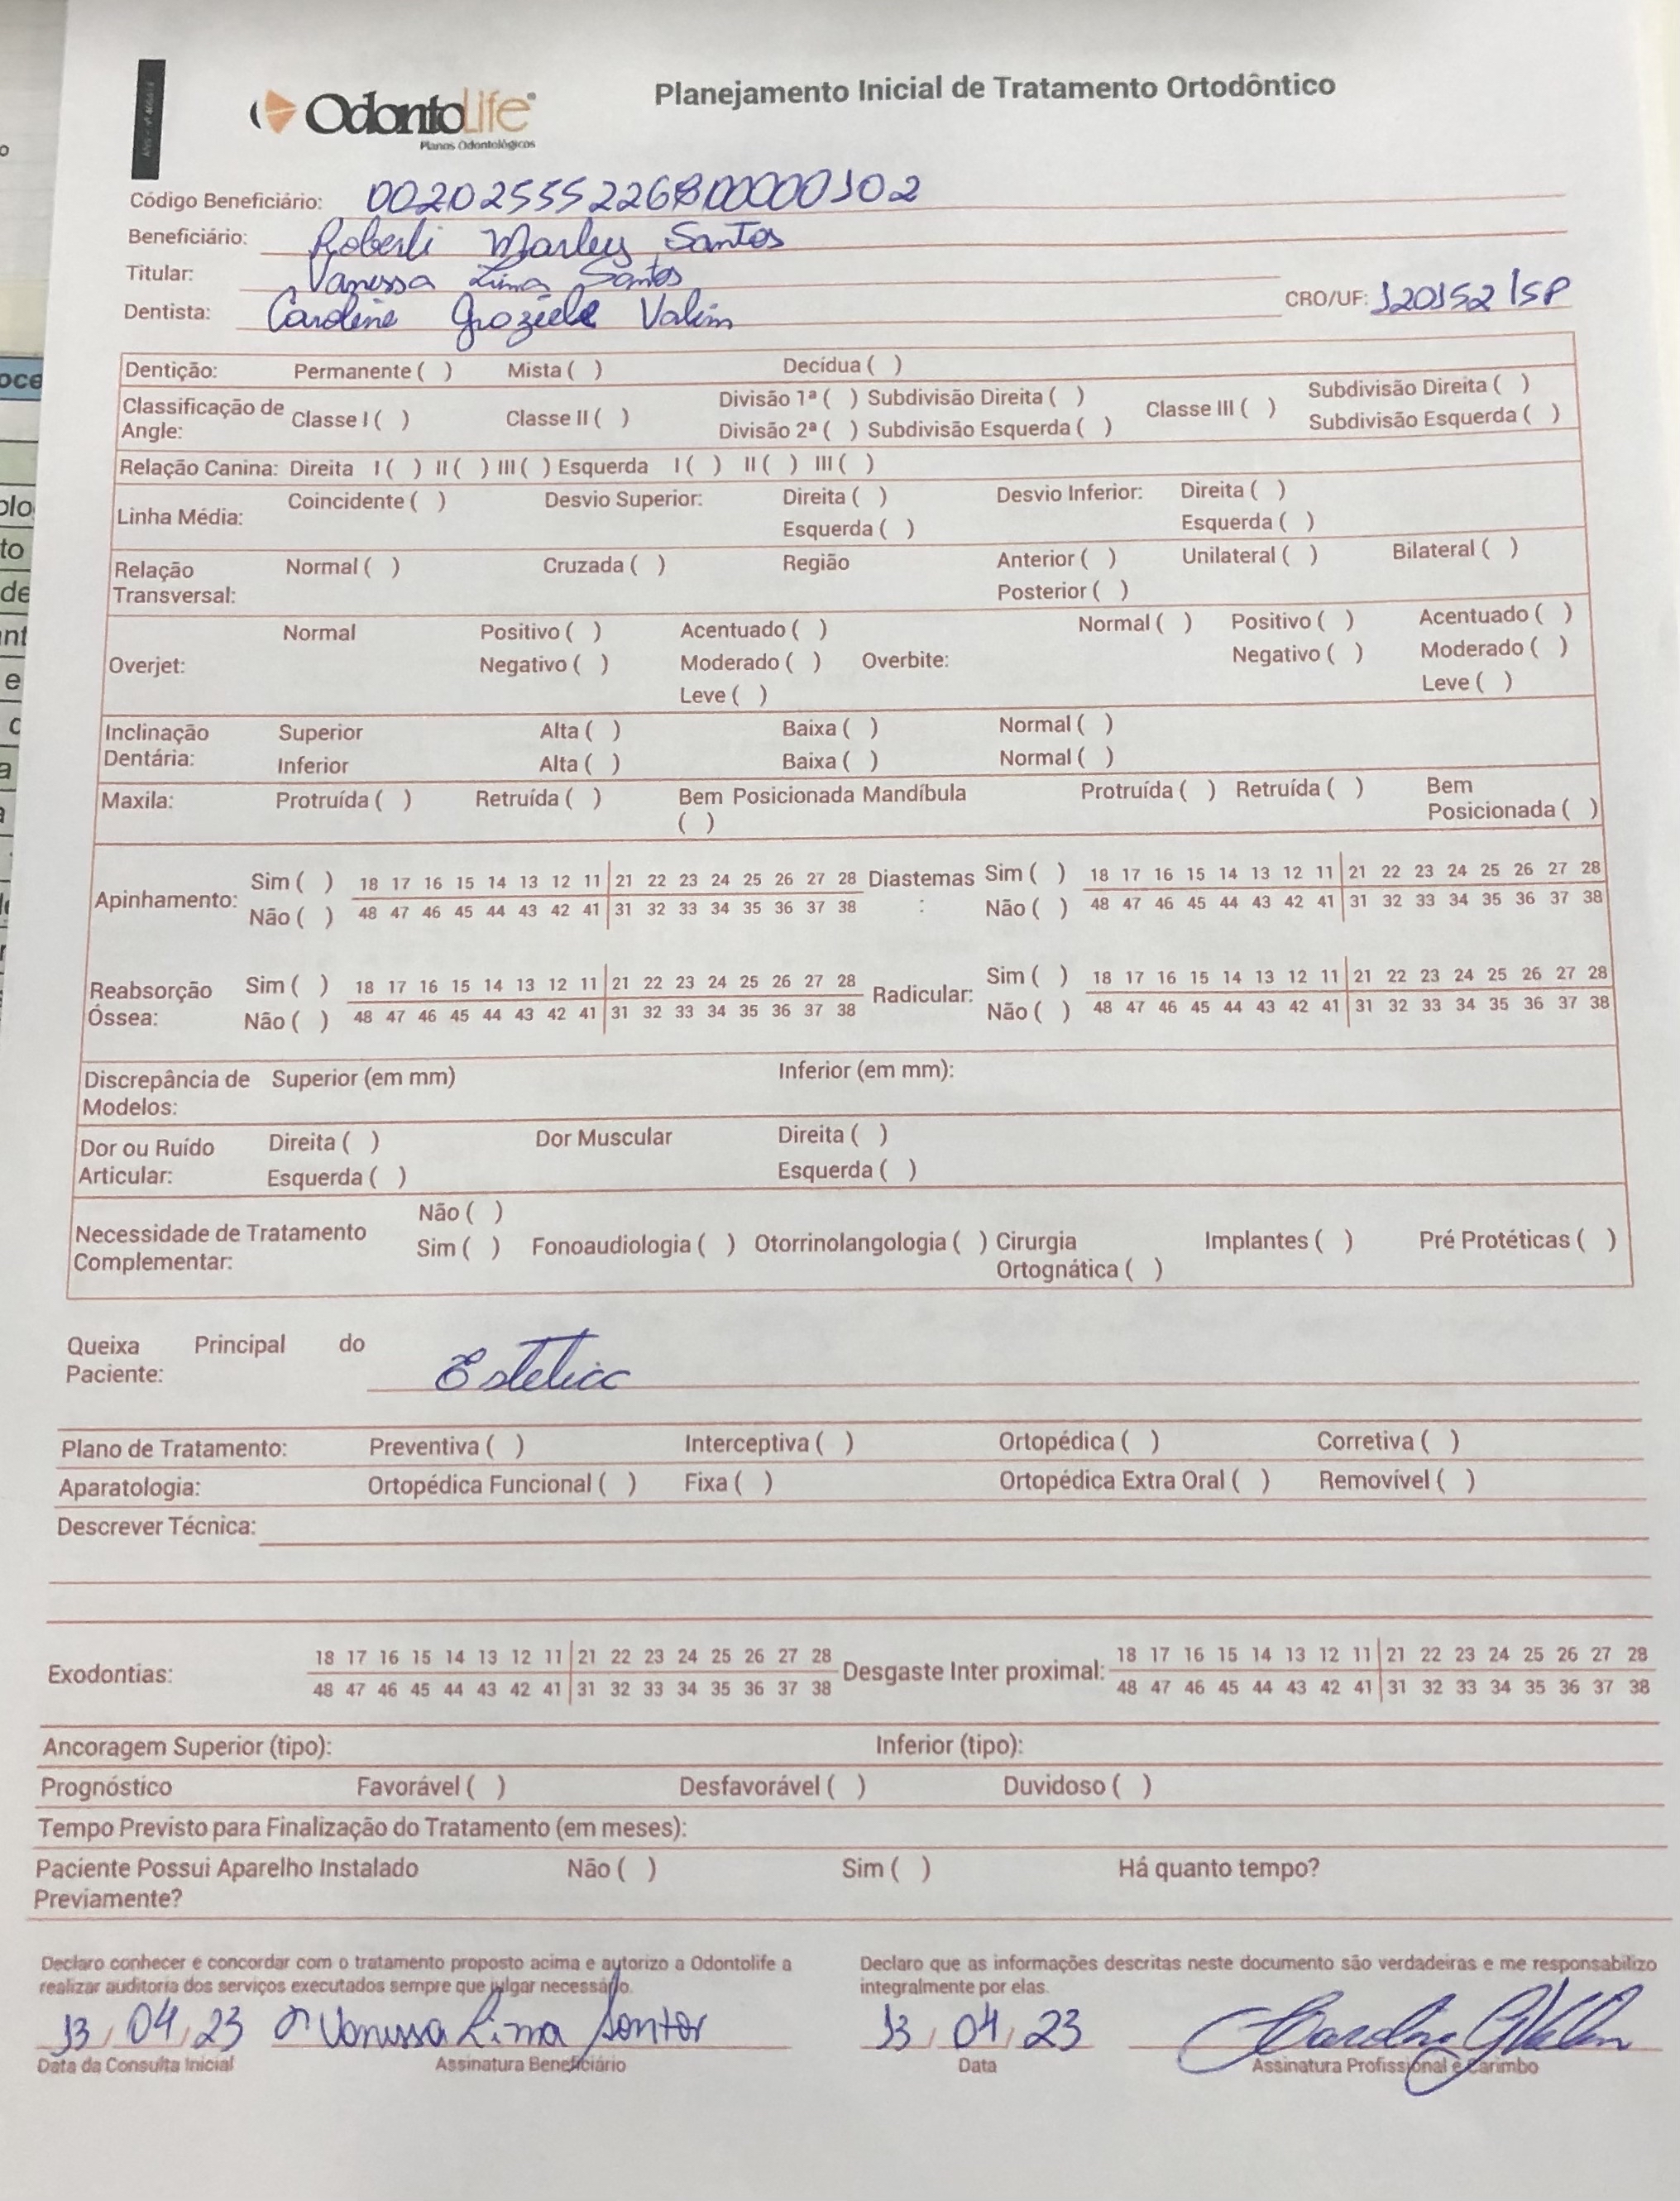 Planejamento Inicial de Tratamento Ortodôntico
OdontoLife
Planos Odontológicos
Código Beneficiário: 00202555226800000102
Beneficiário: Roberli Marley Santos
Titular: Vanessa Lima Santos
Dentista: Caroline Graziele Valim CRO/UF: 120152/SP
Dentição: Permanente ( ) Mista ( ) Decídua ( )
Classificação de Angle: Classe I ( ) Classe II ( ) Divisão 1ª ( ) Subdivisão Direita ( ) Classe III ( ) Subdivisão Direita ( )
Divisão 2ª ( ) Subdivisão Esquerda ( ) Subdivisão Esquerda ( )
Relação Canina: Direita I ( ) II ( ) III ( ) Esquerda I ( ) II ( ) III ( )
Linha Média: Coincidente ( ) Desvio Superior: Direita ( ) Desvio Inferior: Direita ( )
Esquerda ( ) Esquerda ( )
Relação Transversal: Normal ( ) Cruzada ( ) Região Anterior ( ) Unilateral ( ) Bilateral ( )
Posterior ( )
Normal Positivo ( ) Acentuado ( ) Normal ( ) Positivo ( ) Acentuado ( )
Overjet: Negativo ( ) Moderado ( ) Overbite: Negativo ( ) Moderado ( )
Leve ( ) Leve ( )
Inclinação Superior Alta ( ) Baixa ( ) Normal ( )
Dentária: Inferior Alta ( ) Baixa ( ) Normal ( )
Maxila: Protruída ( ) Retruída ( ) Bem Posicionada Mandíbula Protruída ( ) Retruída ( ) Bem
( ) Posicionada ( )
Apinhamento: Sim ( ) 18 17 16 15 14 13 12 11 21 22 23 24 25 26 27 28 Diastemas : Sim ( ) 18 17 16 15 14 13 12 11 21 22 23 24 25 26 27 28
Não ( ) 48 47 46 45 44 43 42 41 31 32 33 34 35 36 37 38 Não ( ) 48 47 46 45 44 43 42 41 31 32 33 34 35 36 37 38
Reabsorção Sim ( ) 18 17 16 15 14 13 12 11 21 22 23 24 25 26 27 28 Radicular: Sim ( ) 18 17 16 15 14 13 12 11 21 22 23 24 25 26 27 28
Óssea: Não ( ) 48 47 46 45 44 43 42 41 31 32 33 34 35 36 37 38 Não ( ) 48 47 46 45 44 43 42 41 31 32 33 34 35 36 37 38
Discrepância de Superior (em mm) Inferior (em mm):
Modelos:
Dor ou Ruído Direita ( ) Dor Muscular Direita ( )
Articular: Esquerda ( ) Esquerda ( )
Não ( )
Necessidade de Tratamento Sim ( ) Fonoaudiologia ( ) Otorrinolangologia ( ) Cirurgia Implantes ( ) Pré Protéticas ( )
Complementar: Ortognática ( )
Queixa Principal do
Paciente: Estetica
Plano de Tratamento: Preventiva ( ) Interceptiva ( ) Ortopédica ( ) Corretiva ( )
Aparatologia: Ortopédica Funcional ( ) Fixa ( ) Ortopédica Extra Oral ( ) Removível ( )
Descrever Técnica:
Exodontias: 18 17 16 15 14 13 12 11 21 22 23 24 25 26 27 28 Desgaste Inter proximal: 18 17 16 15 14 13 12 11 21 22 23 24 25 26 27 28
48 47 46 45 44 43 42 41 31 32 33 34 35 36 37 38 48 47 46 45 44 43 42 41 31 32 33 34 35 36 37 38
Ancoragem Superior (tipo): Inferior (tipo):
Prognóstico Favorável ( ) Desfavorável ( ) Duvidoso ( )
Tempo Previsto para Finalização do Tratamento (em meses):
Paciente Possui Aparelho Instalado Não ( ) Sim ( ) Há quanto tempo?
Previamente?
Declaro conhecer e concordar com o tratamento proposto acima e autorizo a Odontolife a Declaro que as informações descritas neste documento são verdadeiras e me responsabilizo
realizar auditoria dos serviços executados sempre que julgar necessário. integralmente por elas.
13/04/23 Vanessa Lima Santos 13/04/23
Data da Consulta Inicial Assinatura Beneficiário Data Assinatura Profissional e Carimbo